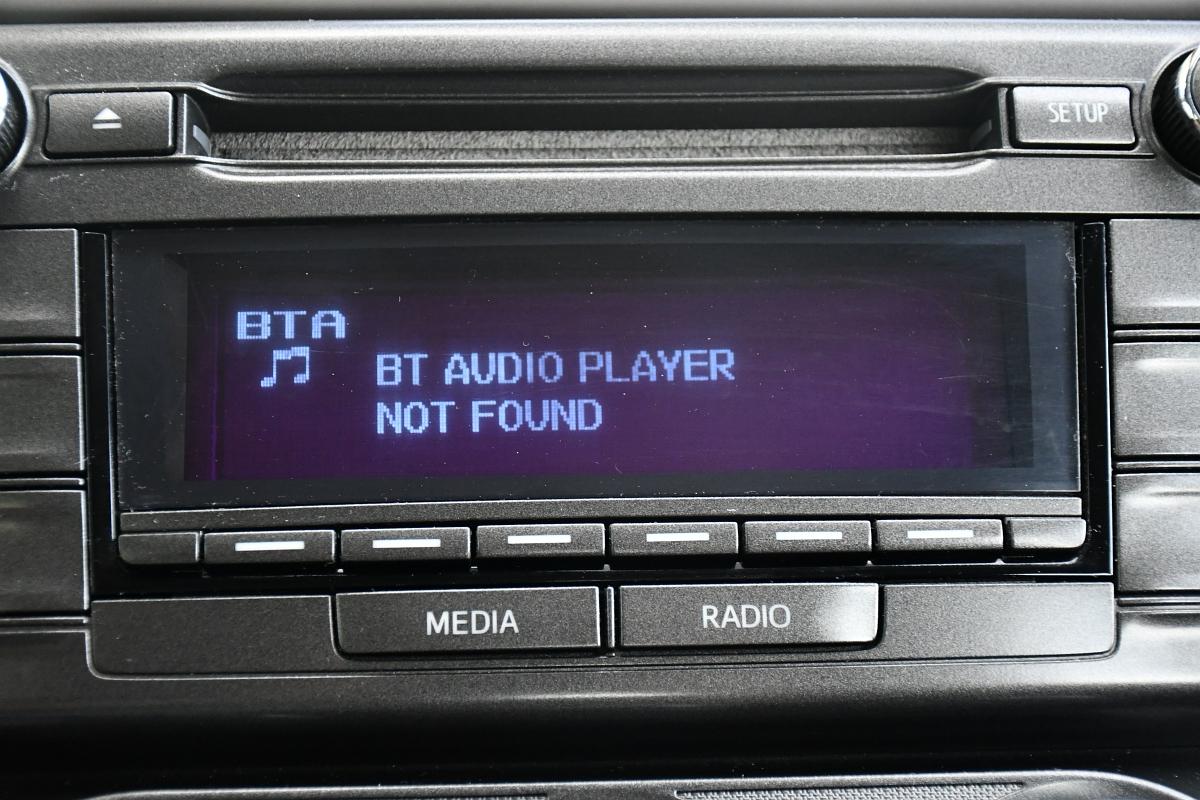 SETUP
BTA
BT AUDIO PLAYER
NOT FOUND
MEDIA
RADIO